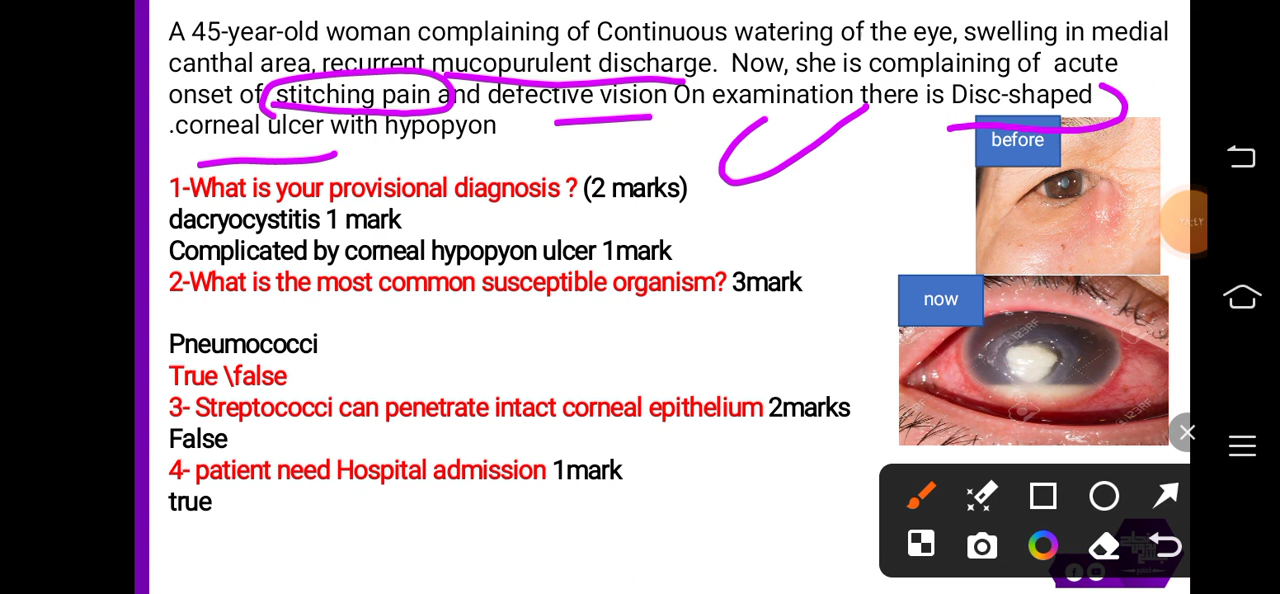 A 45-year-old woman complaining of Continuous watering of the eye, swelling in medial
canthal area, recurrent mucopurulent discharge. Now, she is complaining of acute
onset of stitching pain and defective vision On examination there is Disc-shaped
.corneal ulcer with hypopyon
before
1-What is your provisional diagnosis ? (2 marks)
dacryocystitis 1 mark
Complicated by corneal hypopyon ulcer 1mark
2-What is the most common susceptible organism? 3mark
now
Pneumococci
True \false
3- Streptococci can penetrate intact corneal epithelium 2marks
False
4- patient need Hospital admission 1mark
true
123RF
123RF